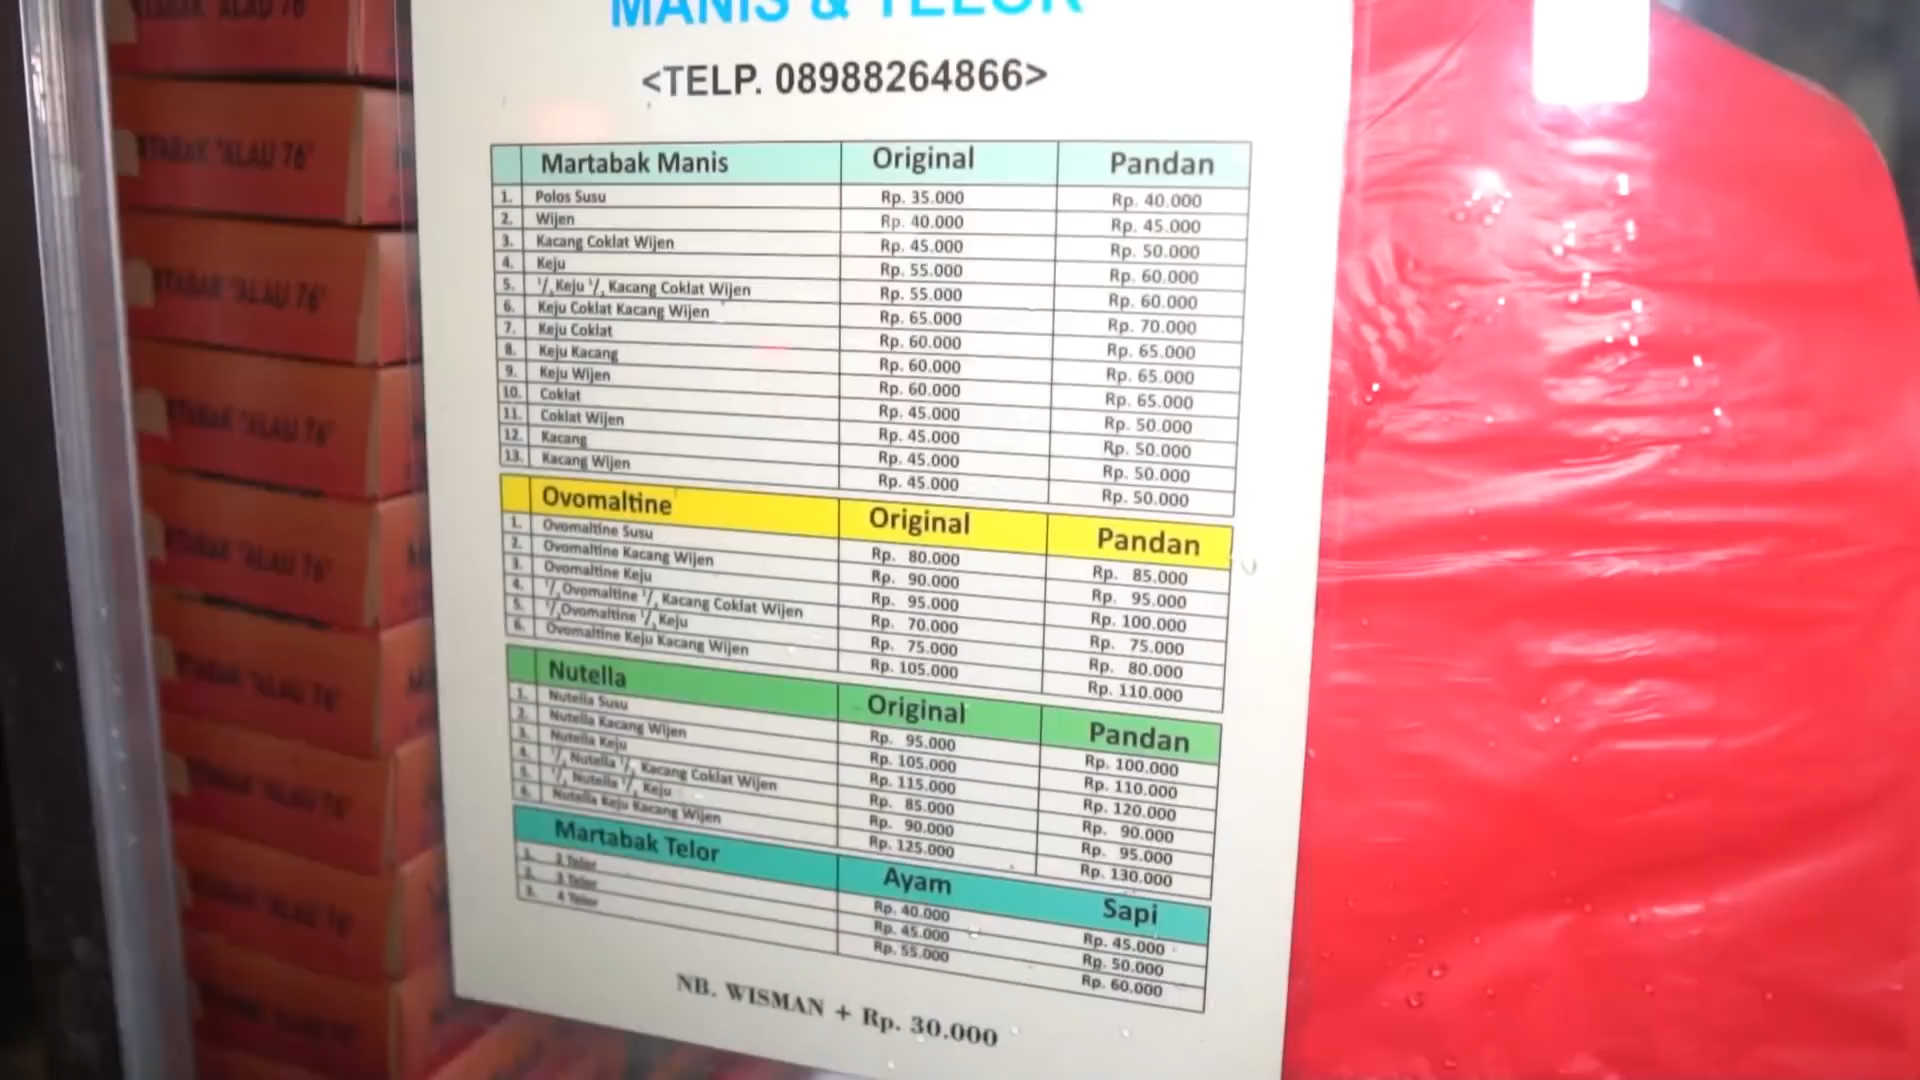 MANIS & TELOR
<TELP. 08988264866>
Martabak Manis Original Pandan
1. Polos Susu Rp. 35.000 Rp. 40.000
2. Wijen Rp. 40.000 Rp. 45.000
3. Kacang Coklat Wijen Rp. 45.000 Rp. 50.000
4. Keju Rp. 55.000 Rp. 60.000
5. ½ Keju ½ Kacang Coklat Wijen Rp. 55.000 Rp. 60.000
6. Keju Coklat Kacang Wijen Rp. 65.000 Rp. 70.000
7. Keju Coklat Rp. 60.000 Rp. 65.000
8. Keju Kacang Rp. 60.000 Rp. 65.000
9. Keju Wijen Rp. 60.000 Rp. 65.000
10. Coklat Rp. 45.000 Rp. 50.000
11. Coklat Wijen Rp. 45.000 Rp. 50.000
12. Kacang Rp. 45.000 Rp. 50.000
13. Kacang Wijen Rp. 45.000 Rp. 50.000
Ovomaltine Original Pandan
1. Ovomaltine Susu Rp. 80.000 Rp. 85.000
2. Ovomaltine Kacang Wijen Rp. 90.000 Rp. 95.000
3. Ovomaltine Keju Rp. 95.000 Rp. 100.000
4. ½ Ovomaltine ½ Kacang Coklat Wijen Rp. 70.000 Rp. 75.000
5. ½ Ovomaltine ½ Keju Rp. 75.000 Rp. 80.000
6. Ovomaltine Keju Kacang Wijen Rp. 105.000 Rp. 110.000
Nutella Original Pandan
1. Nutella Susu Rp. 95.000 Rp. 100.000
2. Nutella Kacang Wijen Rp. 105.000 Rp. 110.000
3. Nutella Keju Rp. 115.000 Rp. 120.000
4. ½ Nutella ½ Kacang Coklat Wijen Rp. 85.000 Rp. 90.000
5. ½ Nutella ½ Keju Rp. 90.000 Rp. 95.000
6. Nutella Keju Kacang Wijen Rp. 125.000 Rp. 130.000
Martabak Telor Ayam Sapi
1. 2 Telor Rp. 40.000 Rp. 45.000
2. 3 Telor Rp. 45.000 Rp. 50.000
3. 4 Telor Rp. 55.000 Rp. 60.000
NB. WISMAN + Rp. 30.000
RTABAK "ALAU 76"
RTABAK "ALAU 76"
RTABAK "ALAU 76"
RTABAK "ALAU 76"
RTABAK "ALAU 76"